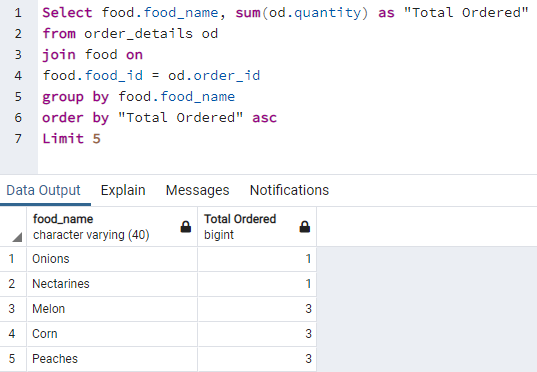 1 Select food.food_name, sum(od.quantity) as "Total Ordered"
2 from order_details od
3 join food on
4 food.food_id = od.order_id
5 group by food.food_name
6 order by "Total Ordered" asc
7 Limit 5
Data Output Explain Messages Notifications
food_name Total Ordered
character varying (40) bigint
1 Onions 1
2 Nectarines 1
3 Melon 3
4 Corn 3
5 Peaches 3